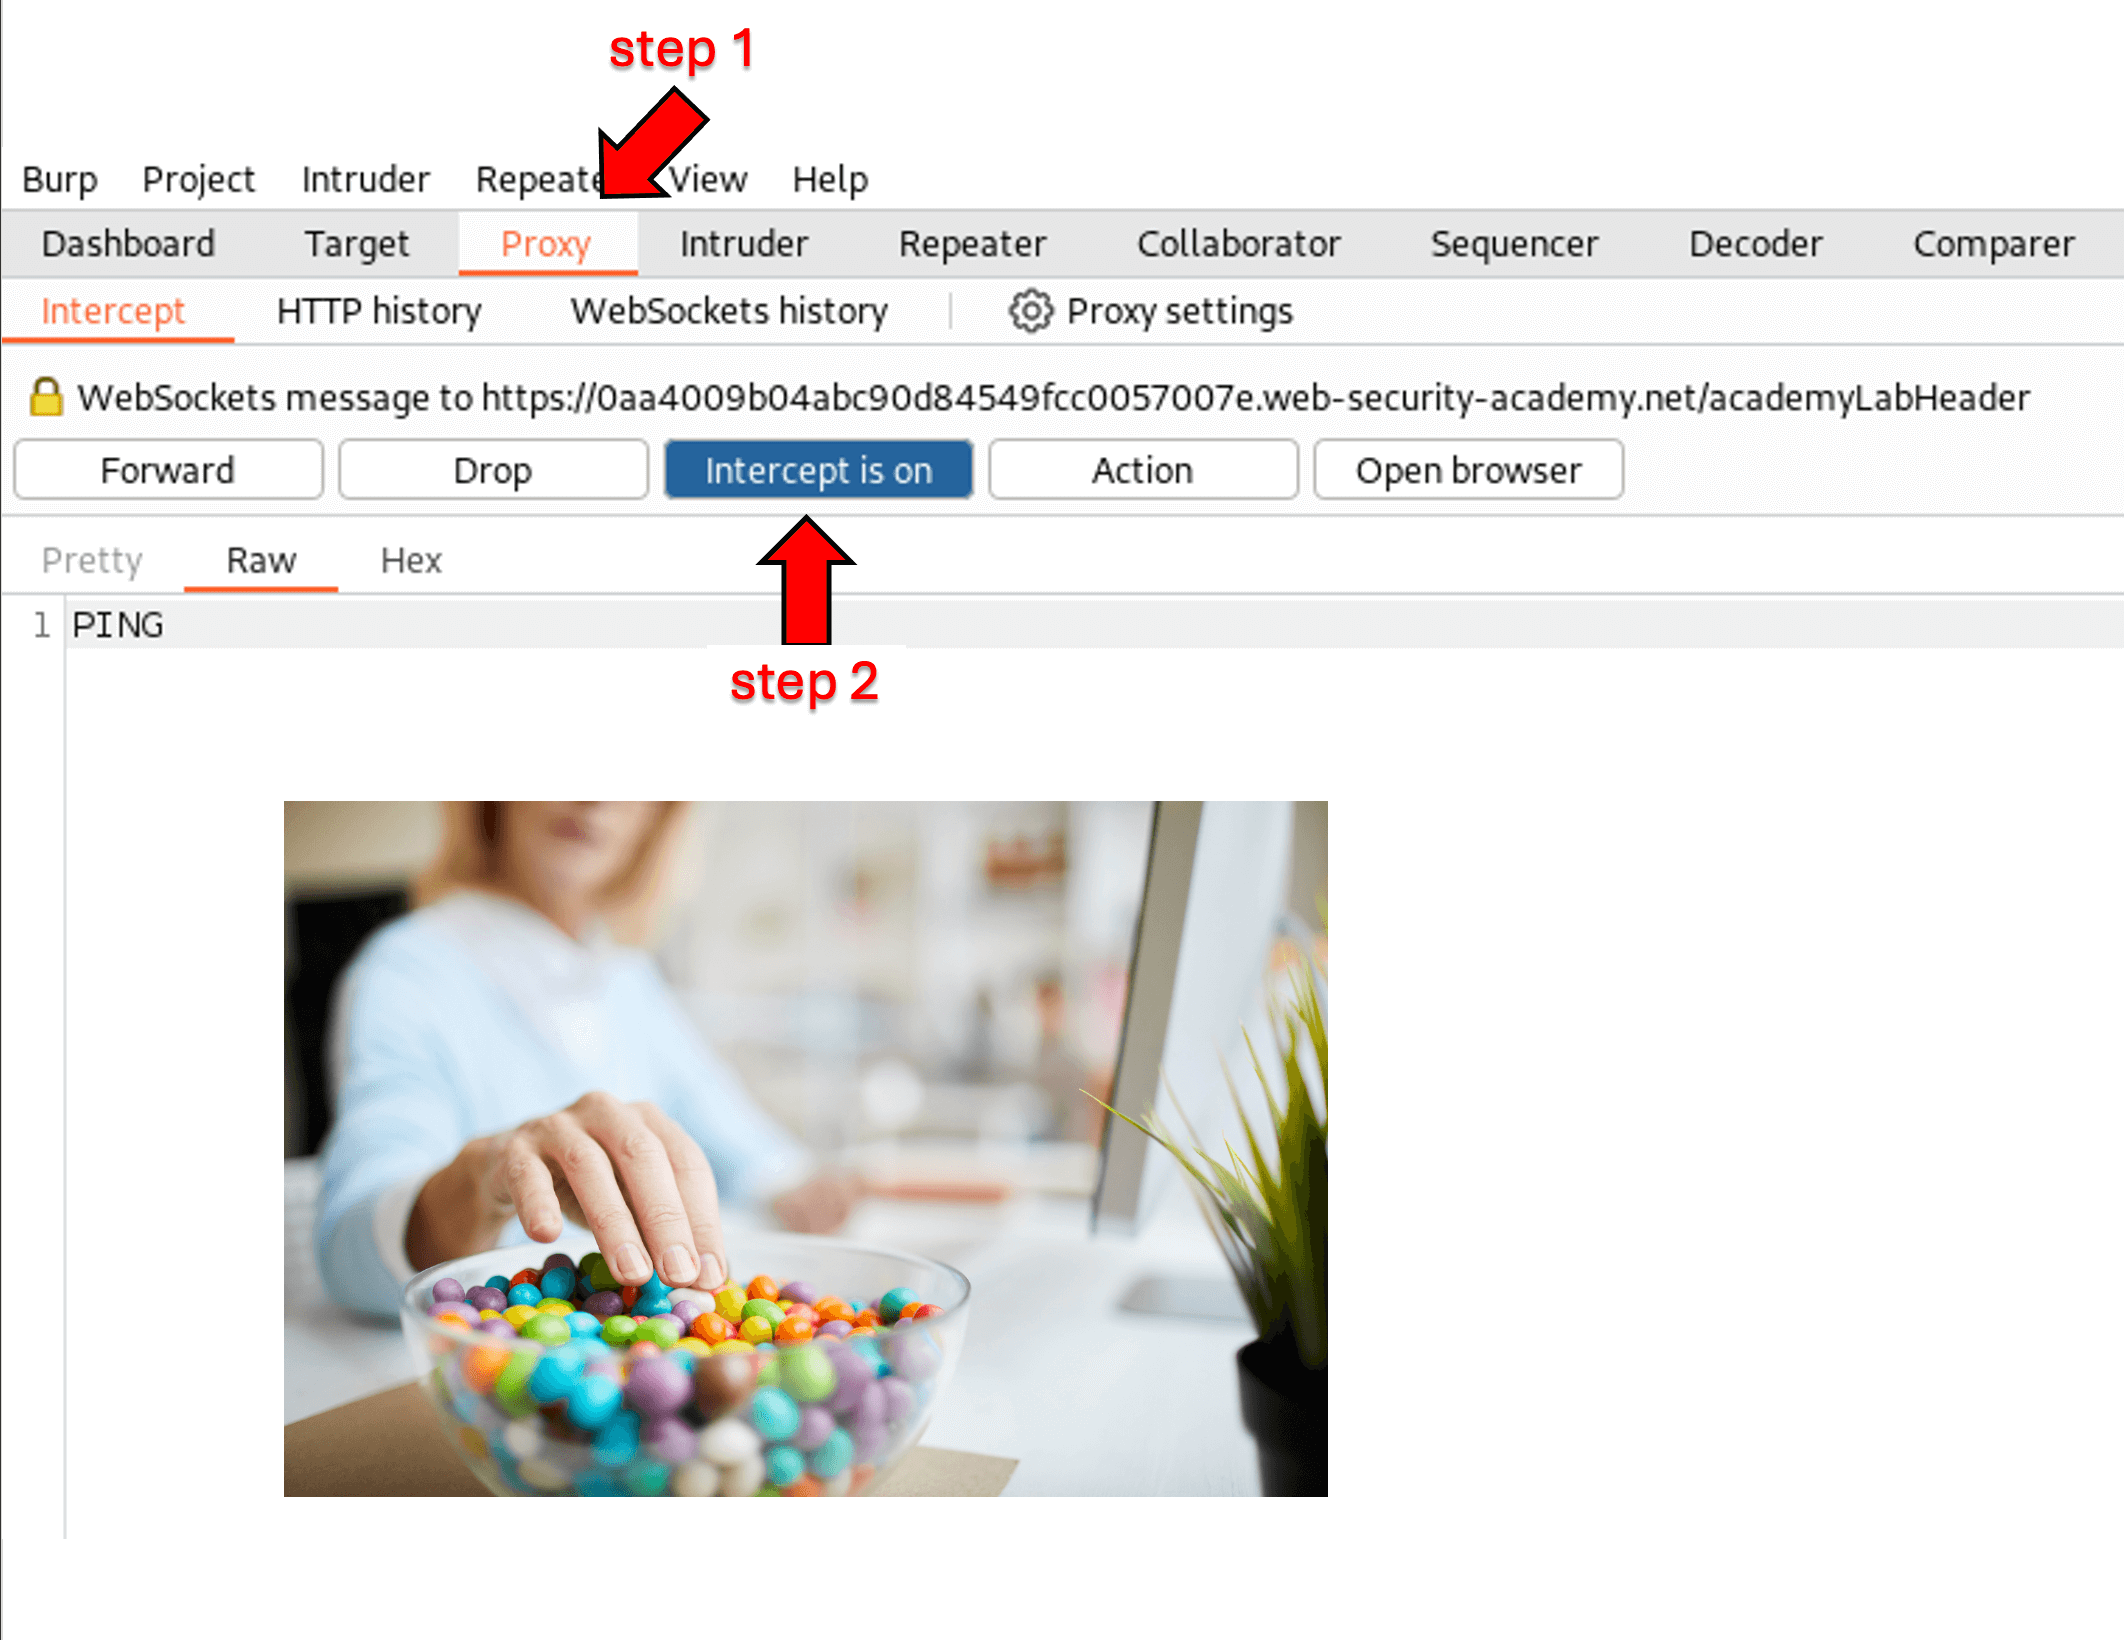 step 1
Burp Project Intruder Repeate View Help
Dashboard Target Proxy Intruder Repeater Collaborator Sequencer Decoder Comparer
Intercept HTTP history WebSockets history Proxy settings
WebSockets message to https://0aa4009b04abc90d84549fcc0057007e.web-security-academy.net/academyLabHeader
Forward Drop Intercept is on Action Open browser
Pretty Raw Hex
1 PING
step 2